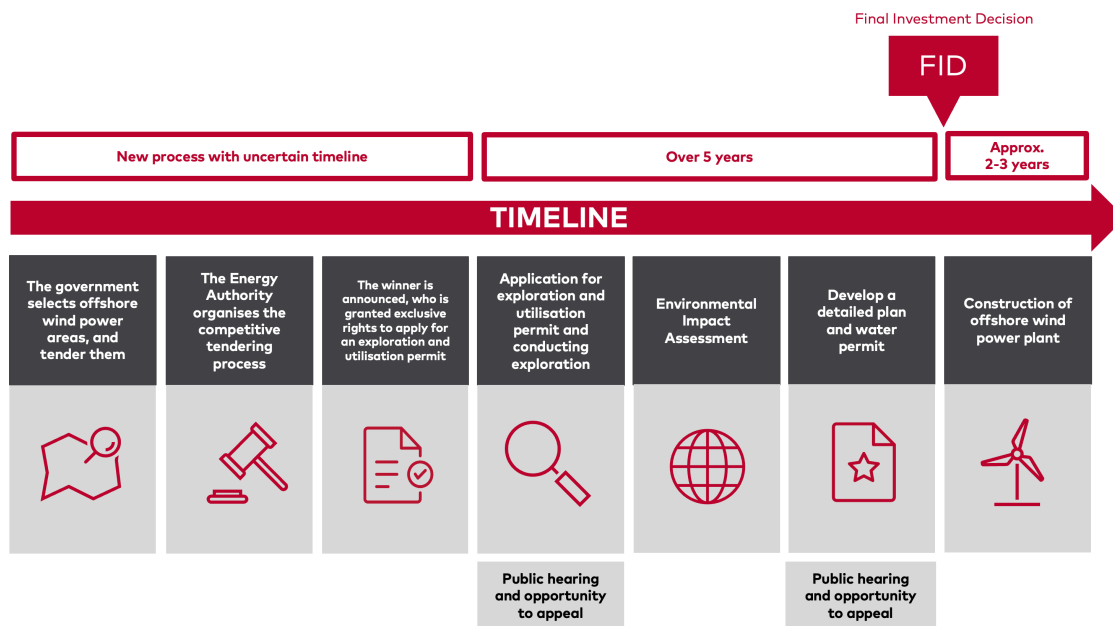 Final Investment Decision
FID
New process with uncertain timeline
Over 5 years
Approx.
2-3 years
TIMELINE
The government
selects offshore
wind power
areas, and
tender them
The Energy
Authority
organises the
competitive
tendering
process
The winner is
announced, who is
granted exclusive
rights to apply for
an exploration and
utilisation permit
Application for
exploration and
utilisation
permit and
conducting
exploration
Environmental
Impact
Assessment
Develop a
detailed plan
and water
permit
Construction of
offshore wind
power plant
Public hearing
and opportunity
to appeal
Public hearing
and opportunity
to appeal